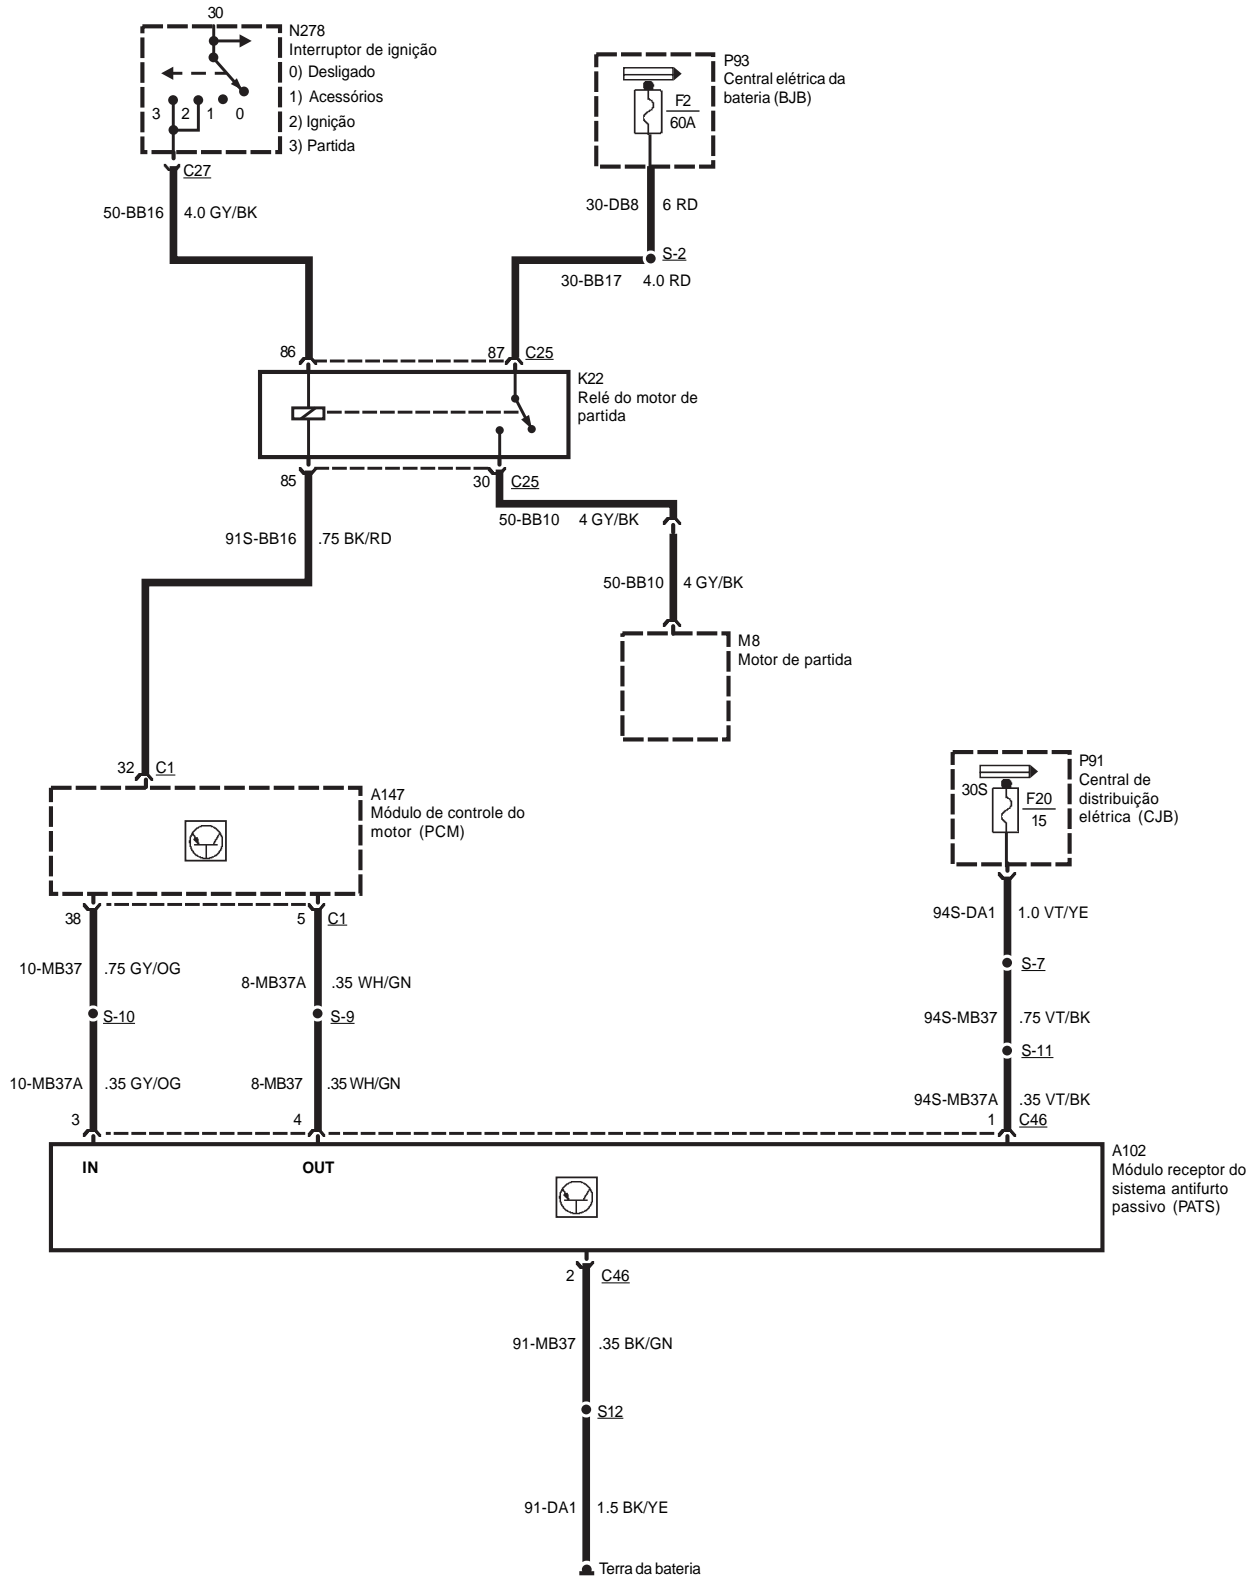 30
N278
Interruptor de ignição
0) Desligado
1) Acessórios
2) Ignição
3) Partida
3 2 1 0
C27
50-BB16 4.0 GY/BK
P93
Central elétrica da
bateria (BJB)
F2
60A
30-DB8 6 RD
S-2
30-BB17 4.0 RD
86
87 C25
K22
Relé do motor de
partida
85
30 C25
50-BB10 4 GY/BK
91S-BB16 .75 BK/RD
50-BB10 4 GY/BK
M8
Motor de partida
32 C1
A147
Módulo de controle do
motor (PCM)
P91
Central de
distribuição
elétrica (CJB)
30S
F20
15
38
5 C1
94S-DA1 1.0 VT/YE
10-MB37 .75 GY/OG
8-MB37A .35 WH/GN
S-7
S-10
S-9
94S-MB37 .75 VT/BK
S-11
10-MB37A .35 GY/OG
8-MB37 .35 WH/GN
94S-MB37A .35 VT/BK
3
4
1 C46
IN
OUT
A102
Módulo receptor do
sistema antifurto
passivo (PATS)
2 C46
91-MB37 .35 BK/GN
S12
91-DA1 1.5 BK/YE
Terra da bateria